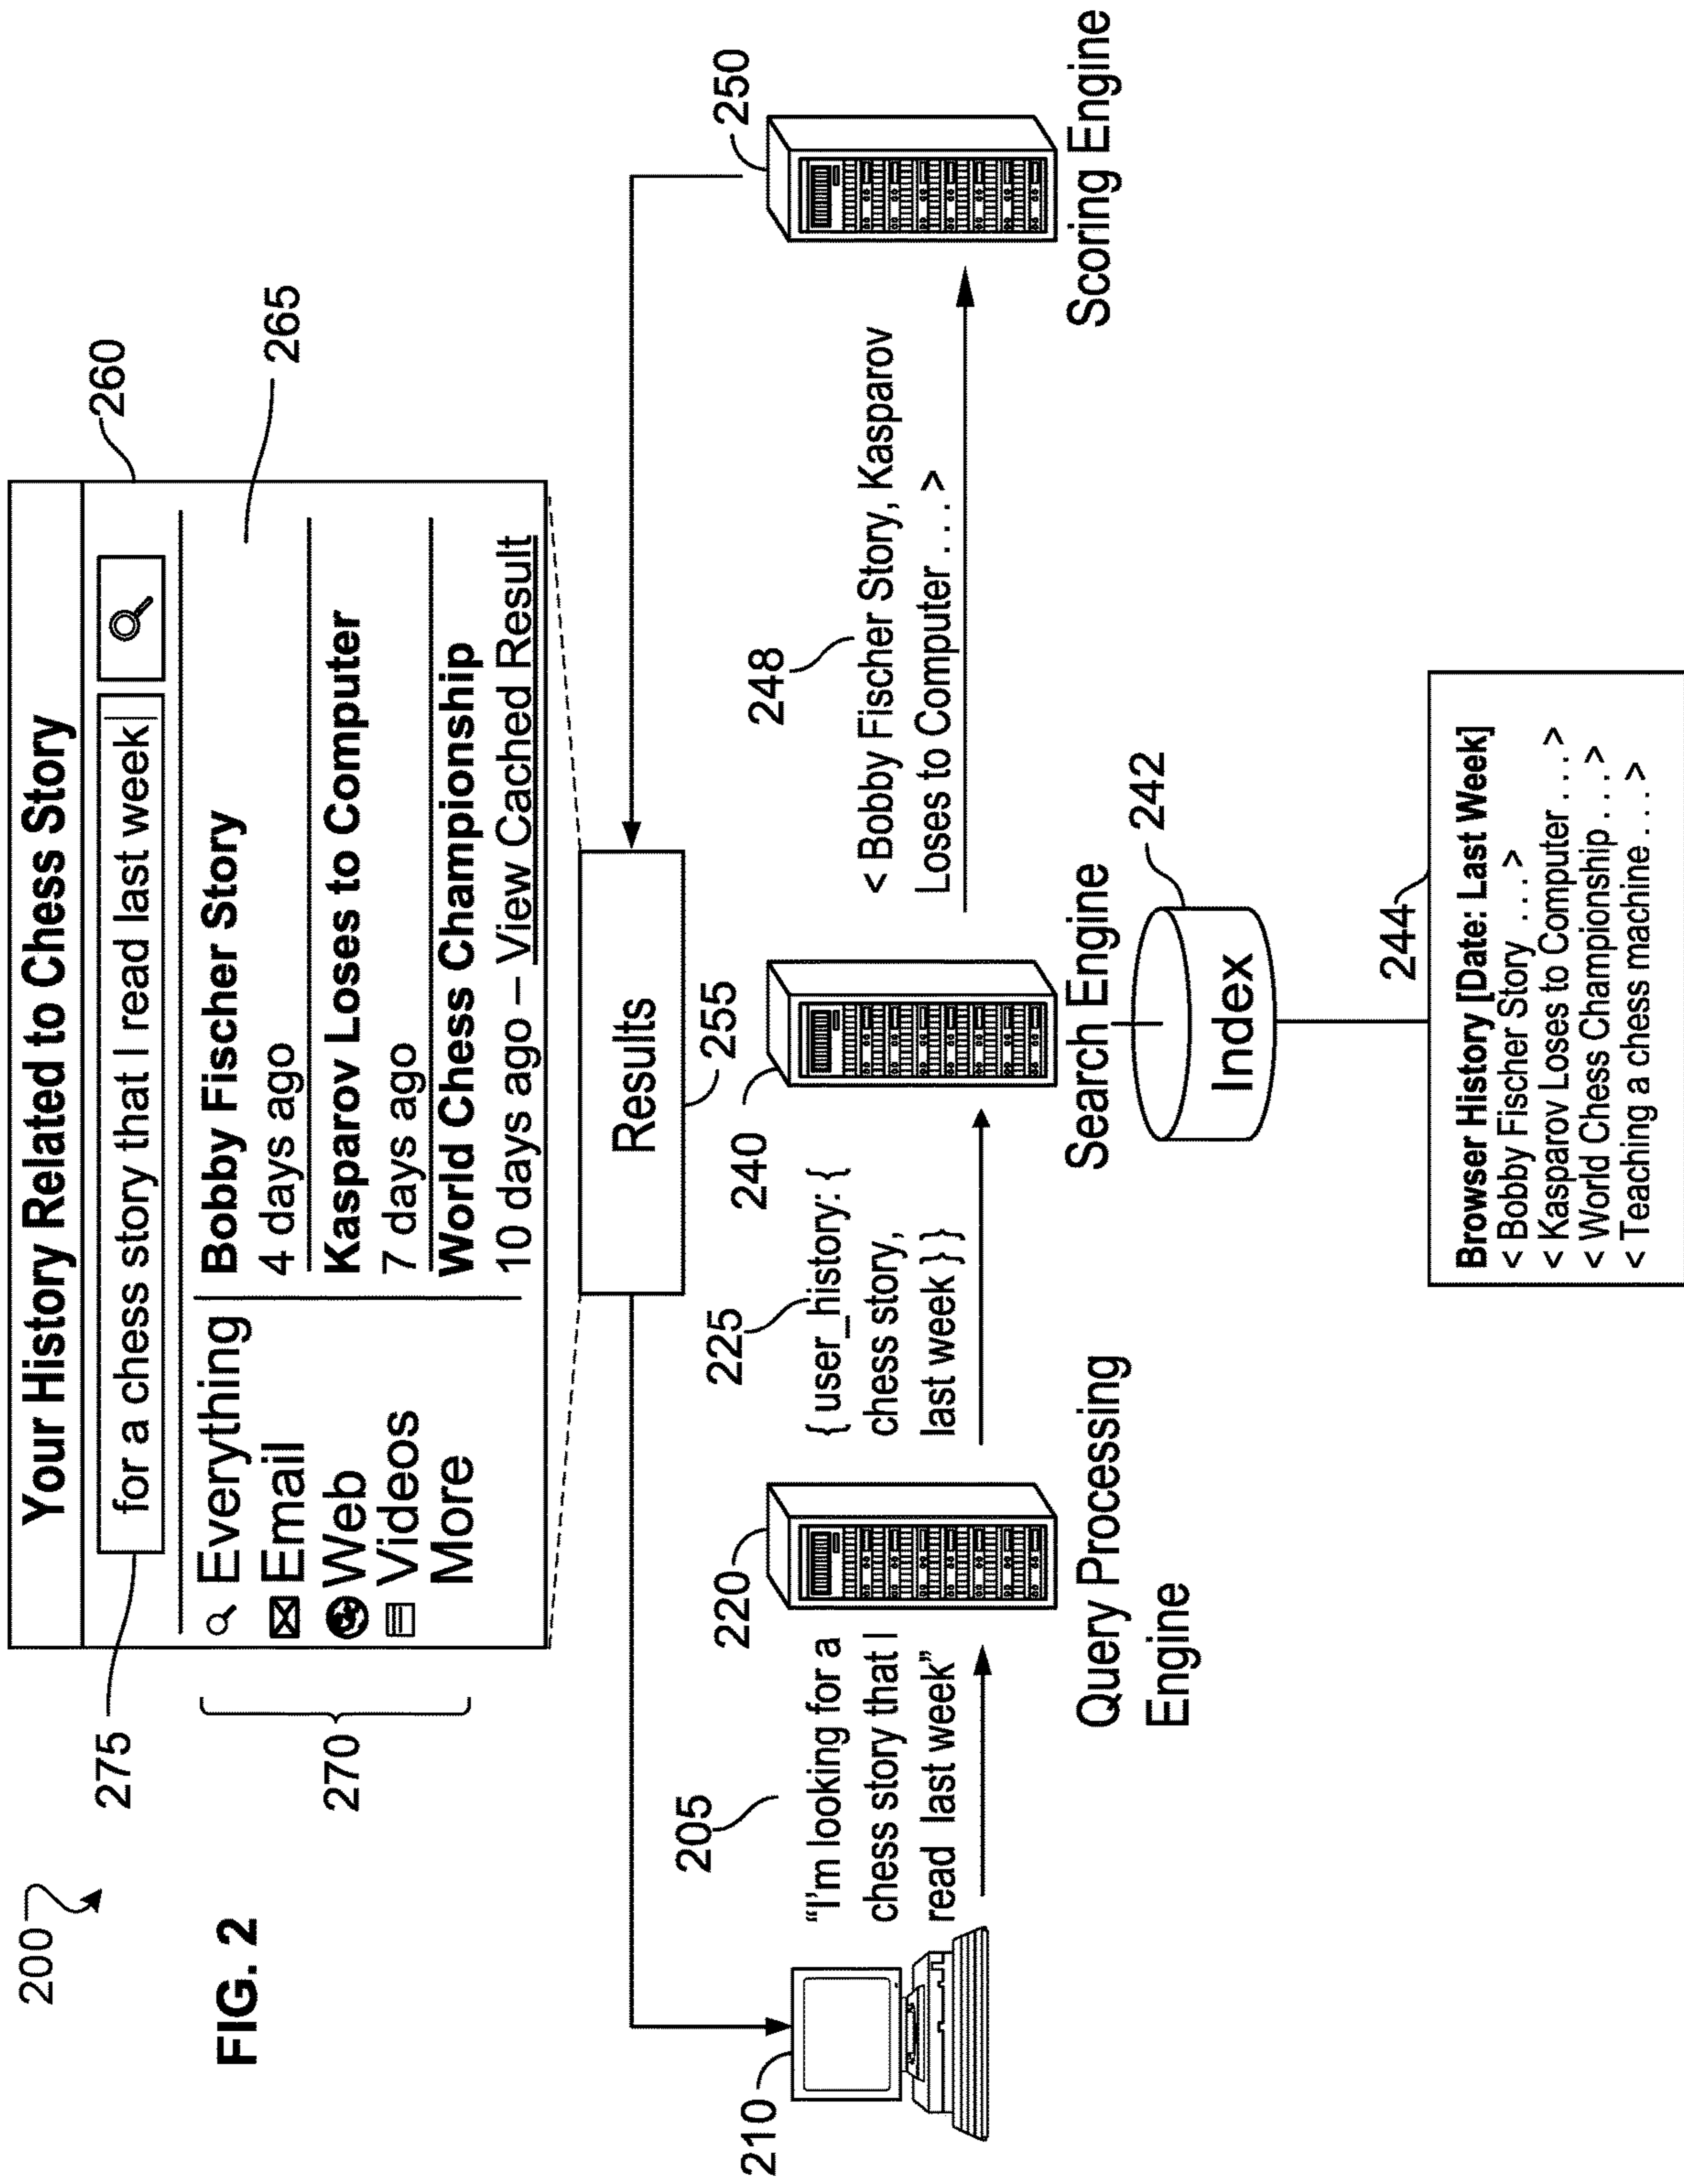 200
FIG. 2
Your History Related to Chess Story
260
275
for a chess story that I read last week
265
270
Everything
Email
Web
Videos
More
Bobby Fischer Story
4 days ago
Kasparov Loses to Computer
7 days ago
World Chess Championship
10 days ago – View Cached Result
Results
255
210
205
"I'm looking for a
chess story that I
read last week"
220
Query Processing
Engine
225
{ user_history: {
chess story,
last week } }
240
Search Engine
248
< Bobby Fischer Story, Kasparov
Loses to Computer . . . >
250
Scoring Engine
242
Index
244
Browser History [Date: Last Week]
< Bobby Fischer Story . . . >
< Kasparov Loses to Computer . . . >
< World Chess Championship . . . >
< Teaching a chess machine . . . >